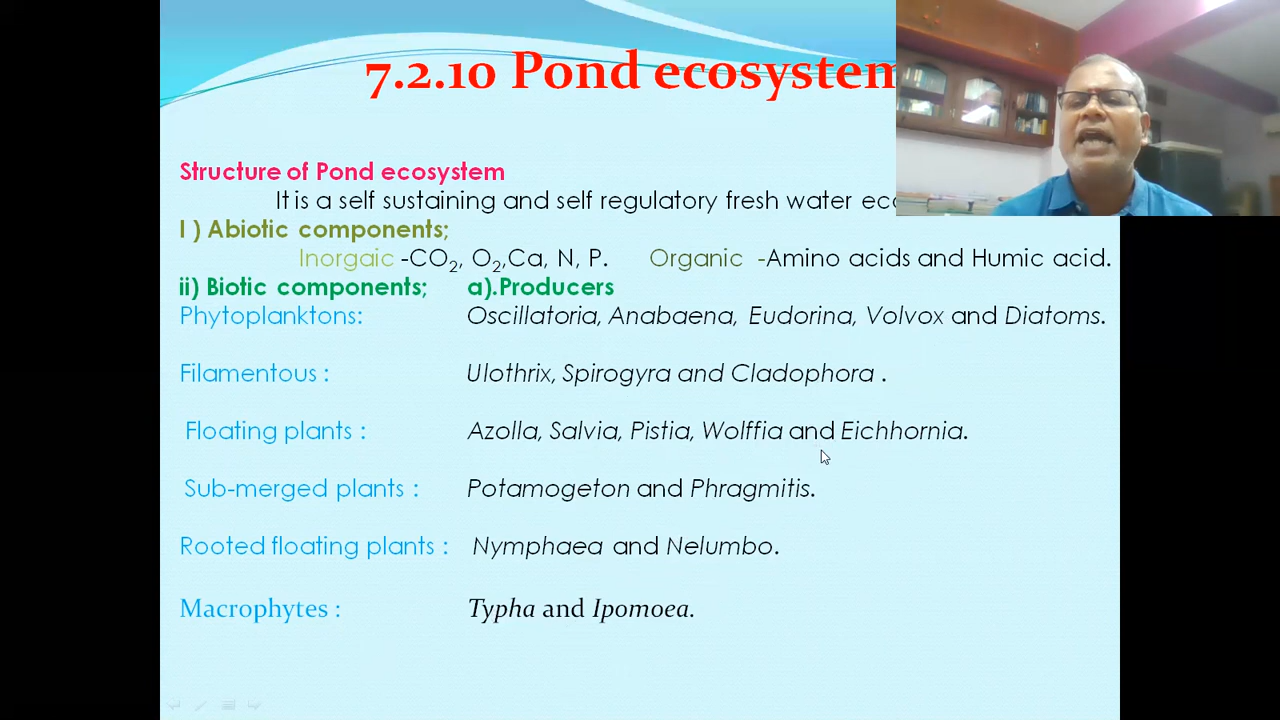 7.2.10 Pond ecosystem
Structure of Pond ecosystem
It is a self sustaining and self regulatory fresh water
I ) Abiotic components;
Inorgaic -CO₂, O₂,Ca, N, P. Organic -Amino acids and Humic acid.
ii) Biotic components; a).Producers
Phytoplanktons: Oscillatoria, Anabaena, Eudorina, Volvox and Diatoms.
Filamentous : Ulothrix, Spirogyra and Cladophora .
Floating plants : Azolla, Salvia, Pistia, Wolffia and Eichhornia.
Sub-merged plants : Potamogeton and Phragmitis.
Rooted floating plants : Nymphaea and Nelumbo.
Macrophytes : Typha and Ipomoea.